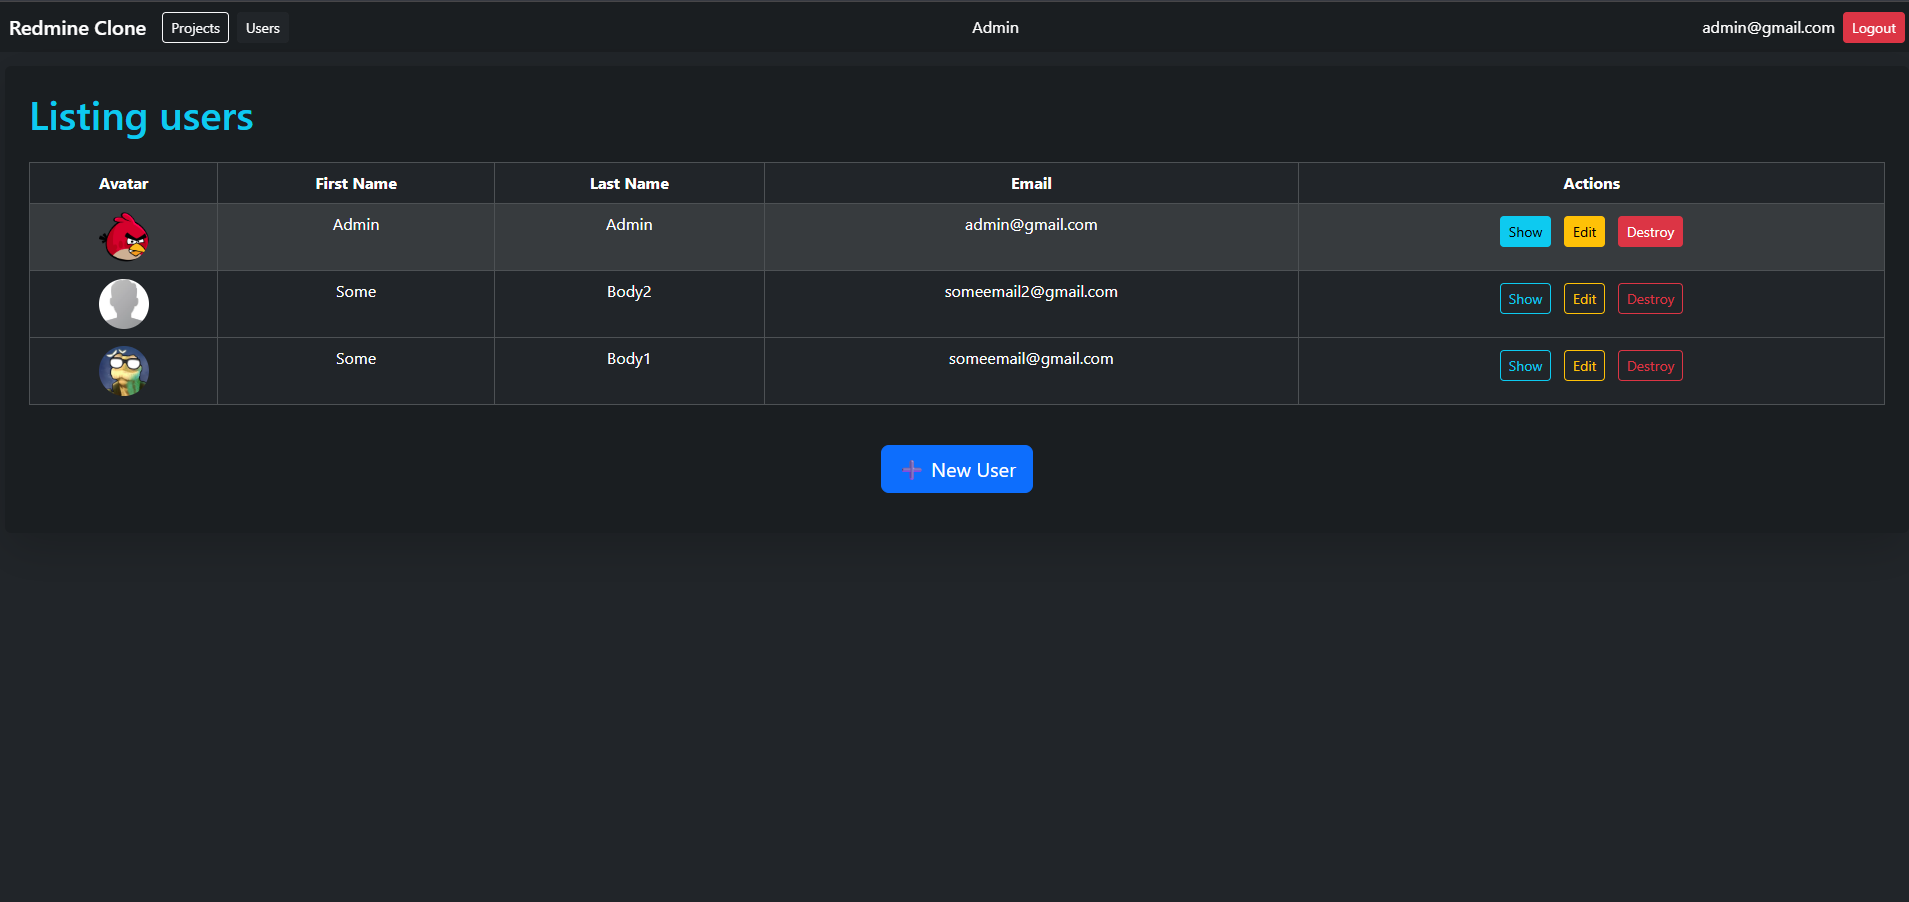 Redmine Clone Projects Users Admin admin@gmail.com Logout
Listing users
Avatar First Name Last Name Email Actions
Admin Admin admin@gmail.com Show Edit Destroy
Some Body2 someemail2@gmail.com Show Edit Destroy
Some Body1 someemail@gmail.com Show Edit Destroy
New User